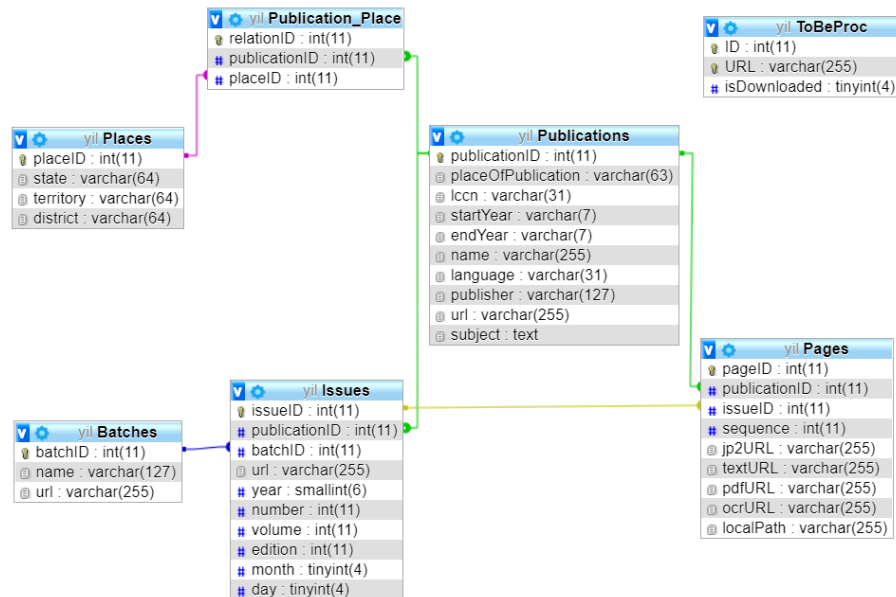 yil Publication_Place
relationID : int(11)
publicationID : int(11)
placeID : int(11)
yil ToBeProc
ID : int(11)
URL : varchar(255)
isDownloaded : tinyint(4)
yil Places
placeID : int(11)
state : varchar(64)
territory : varchar(64)
district : varchar(64)
yil Publications
publicationID : int(11)
placeOfPublication : varchar(63)
lccn : varchar(31)
startYear : varchar(7)
endYear : varchar(7)
name : varchar(255)
language : varchar(31)
publisher : varchar(127)
url : varchar(255)
subject : text
yil Pages
pageID : int(11)
publicationID : int(11)
issueID : int(11)
sequence : int(11)
jp2URL : varchar(255)
textURL : varchar(255)
pdfURL : varchar(255)
ocrURL : varchar(255)
localPath : varchar(255)
yil Issues
issueID : int(11)
publicationID : int(11)
batchID : int(11)
url : varchar(255)
year : smallint(6)
number : int(11)
volume : int(11)
edition : int(11)
month : tinyint(4)
day : tinyint(4)
yil Batches
batchID : int(11)
name : varchar(127)
url : varchar(255)